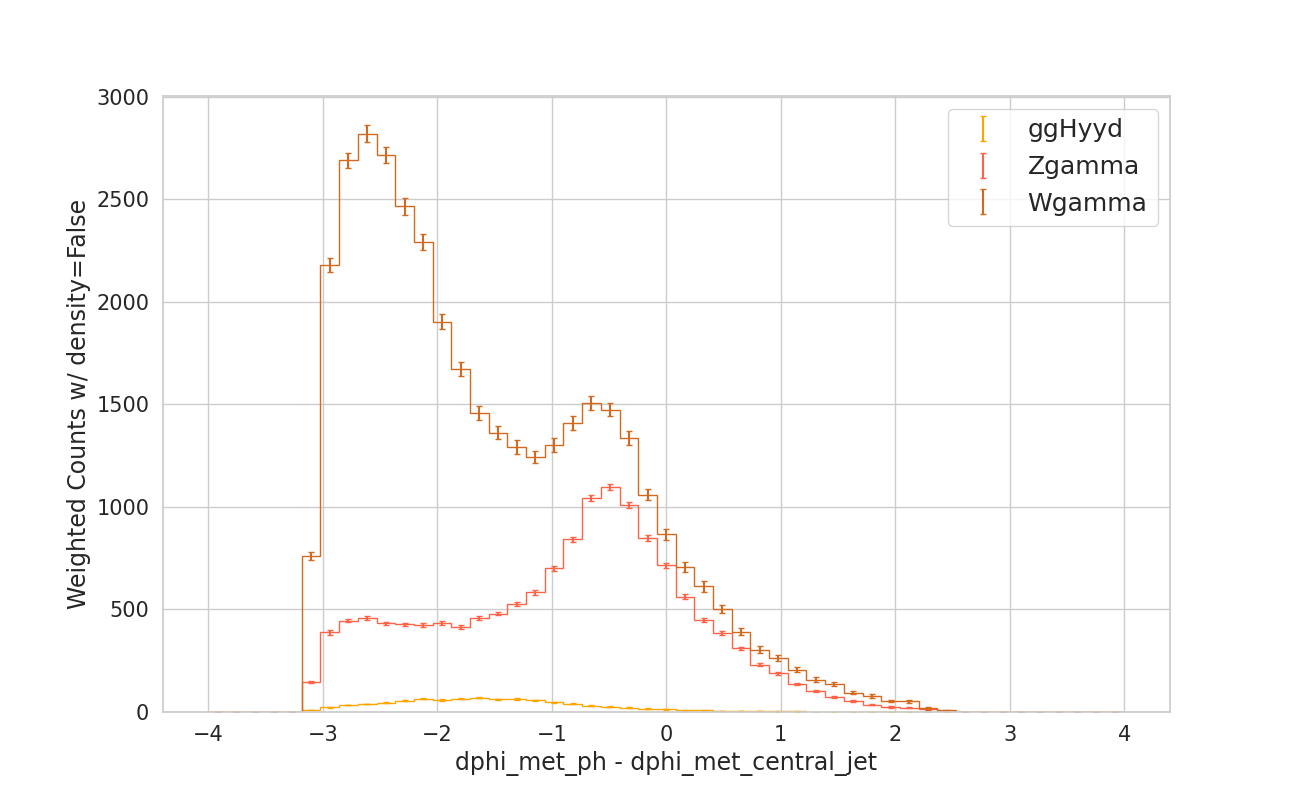 3000
2500
2000
1500
1000
500
0
Weighted Counts w/ density=False
ggHyyd
Zgamma
Wgamma
−4 −3 −2 −1 0 1 2 3 4
dphi_met_ph - dphi_met_central_jet